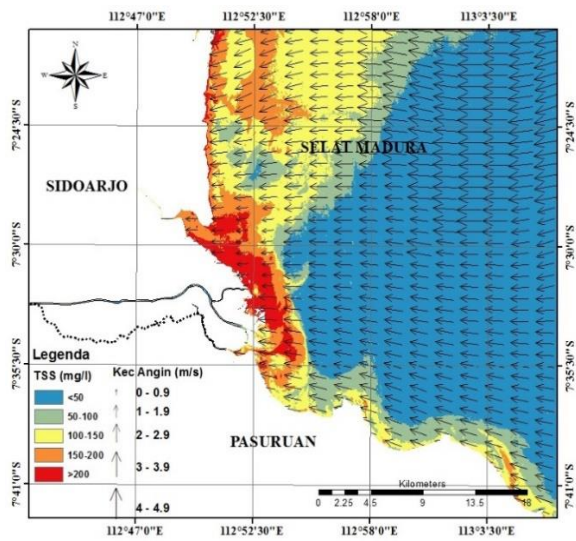 112°47'0"E 112°52'30"E 112°58'0"E 113°3'30"E
N
W E
S
7°24'30"S 7°24'30"S
SELAT MADURA
SIDOARJO
7°30'0"S 7°30'0"S
7°35'30"S 7°35'30"S
Legenda
TSS (mg/l) Kec Angin (m/s)
<50 0 - 0.9
50-100 1 - 1.9
100-150 2 - 2.9
150-200 3 - 3.9
>200 4 - 4.9
PASURUAN
Kilometers
0 2.25 4.5 9 13.5 18
7°41'0"S 7°41'0"S
112°47'0"E 112°52'30"E 112°58'0"E 113°3'30"E